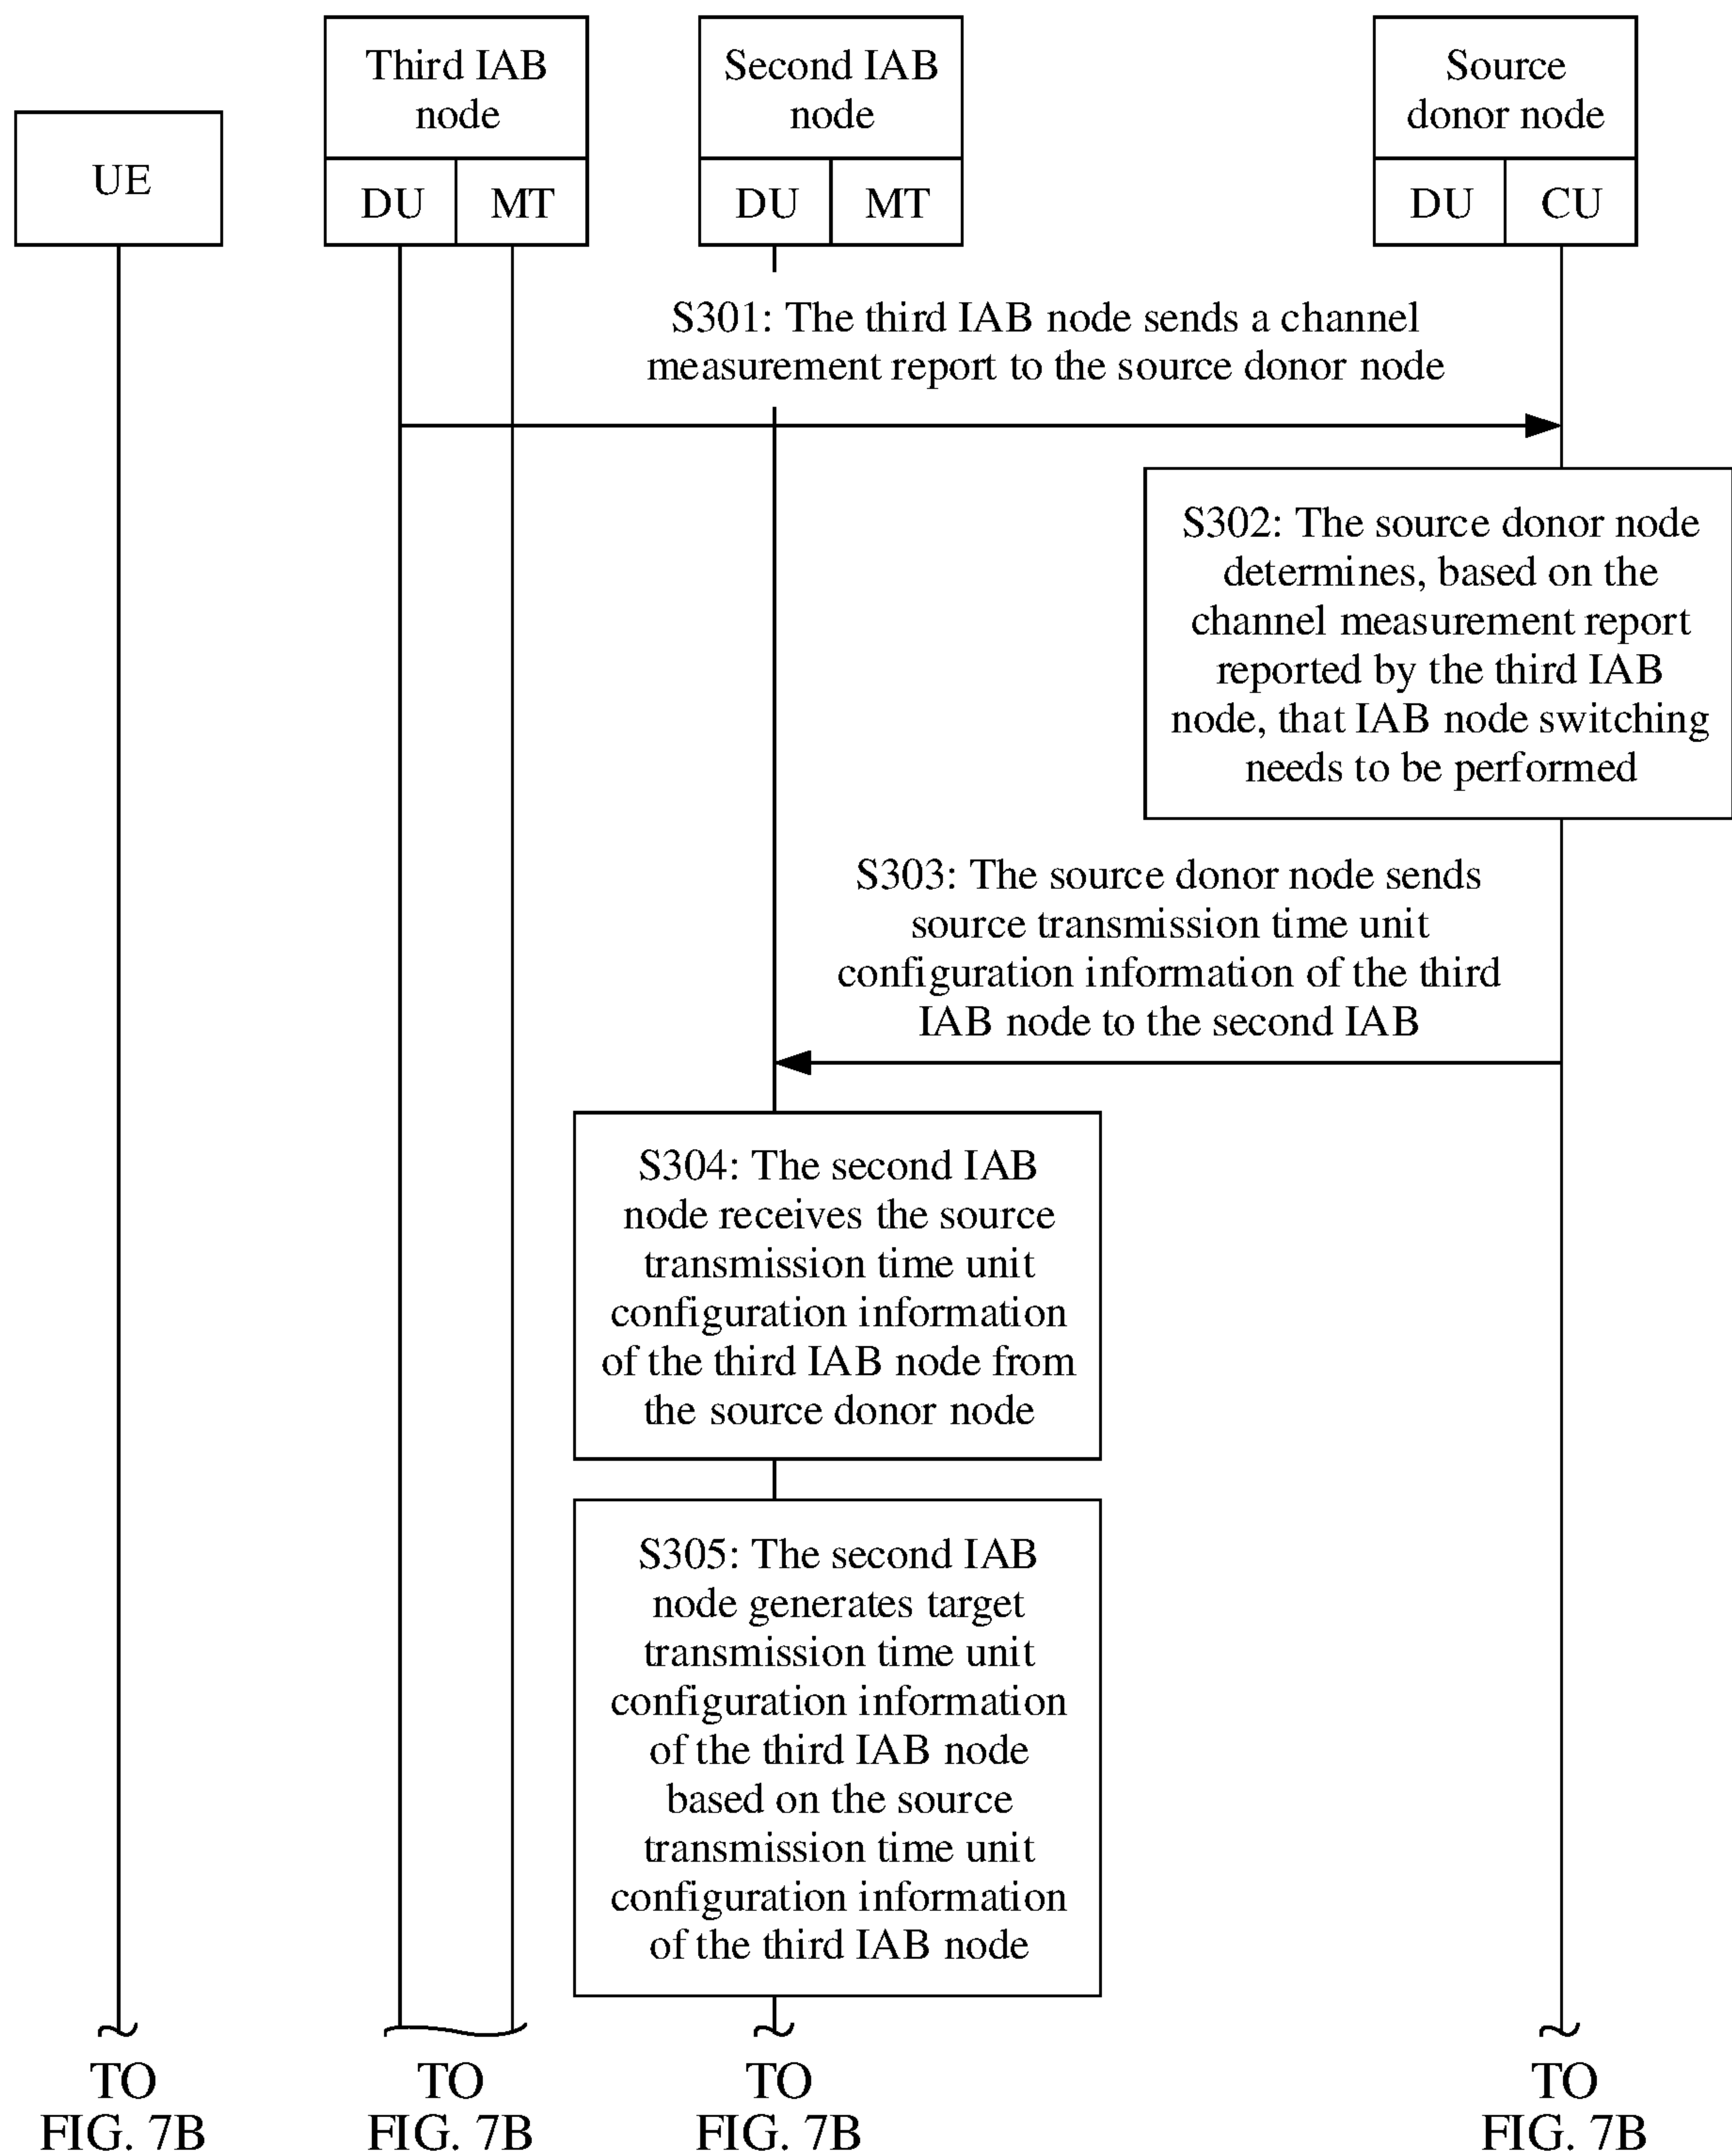 UE
Third IAB
node
DU
MT
Second IAB
node
DU
MT
Source
donor node
DU
CU
S301: The third IAB node sends a channel
measurement report to the source donor node
S302: The source donor node
determines, based on the
channel measurement report
reported by the third IAB
node, that IAB node switching
needs to be performed
S303: The source donor node sends
source transmission time unit
configuration information of the third
IAB node to the second IAB
S304: The second IAB
node receives the source
transmission time unit
configuration information
of the third IAB node from
the source donor node
S305: The second IAB
node generates target
transmission time unit
configuration information
of the third IAB node
based on the source
transmission time unit
configuration information
of the third IAB node
TO
FIG. 7B
TO
FIG. 7B
TO
FIG. 7B
TO
FIG. 7B